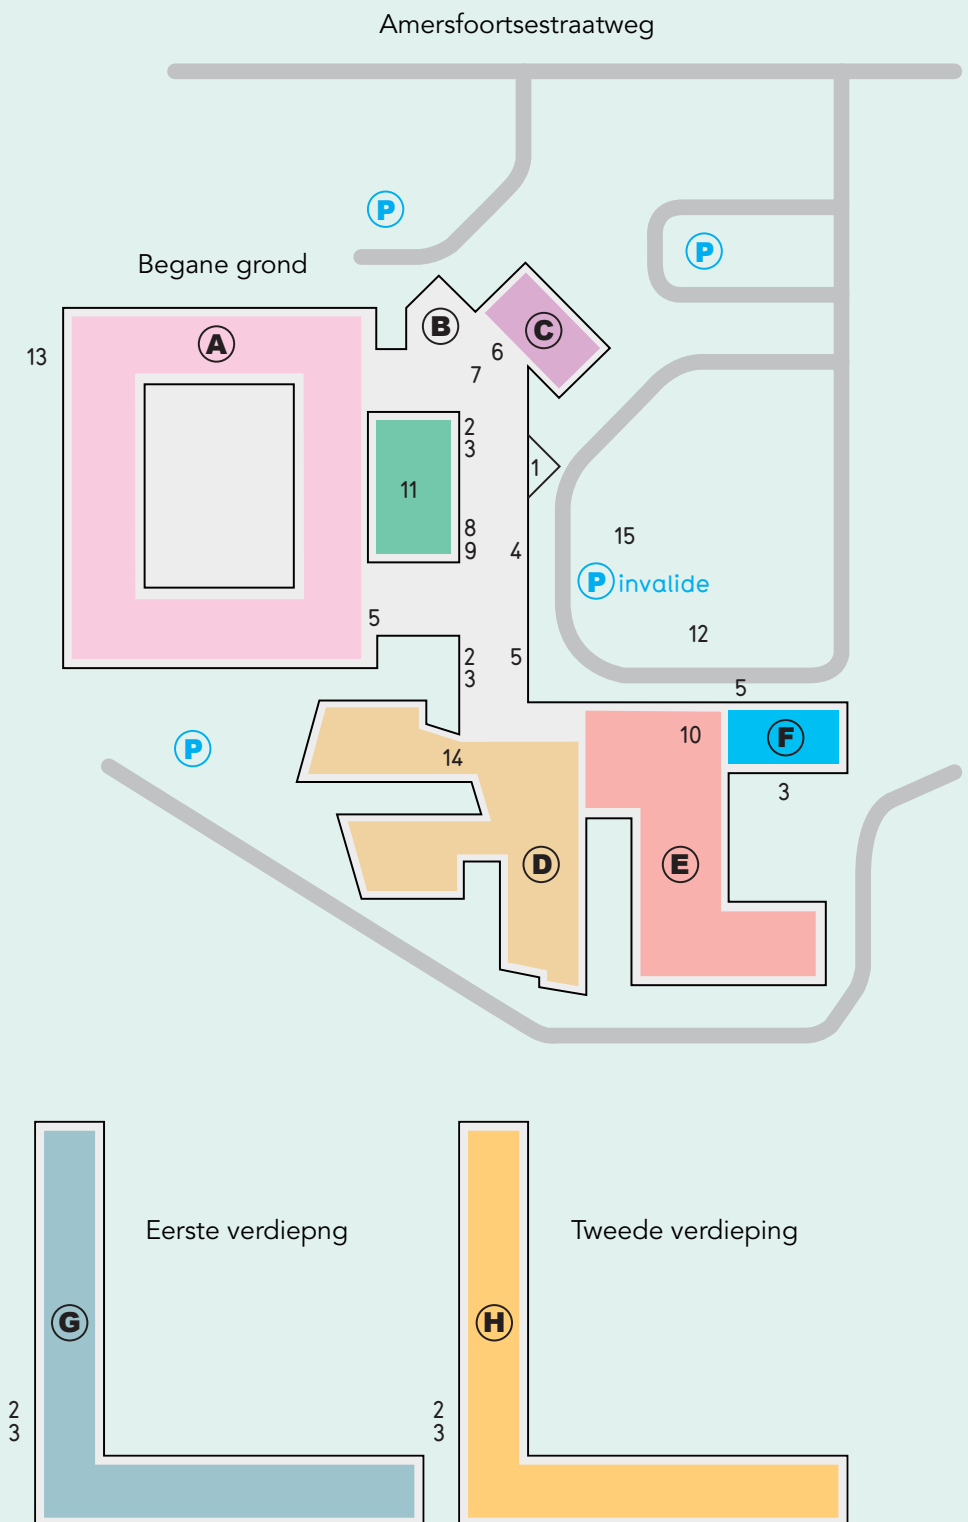 Amersfoortsestraatweg
P
P
Begane grond
B
C
A
6
13
7
2
3
1
11
8
9
4
15
P invalide
5
12
2
5
3
5
10
F
P
14
3
D
E
Eerste verdiepng
Tweede verdieping
G
H
2
3
2
3